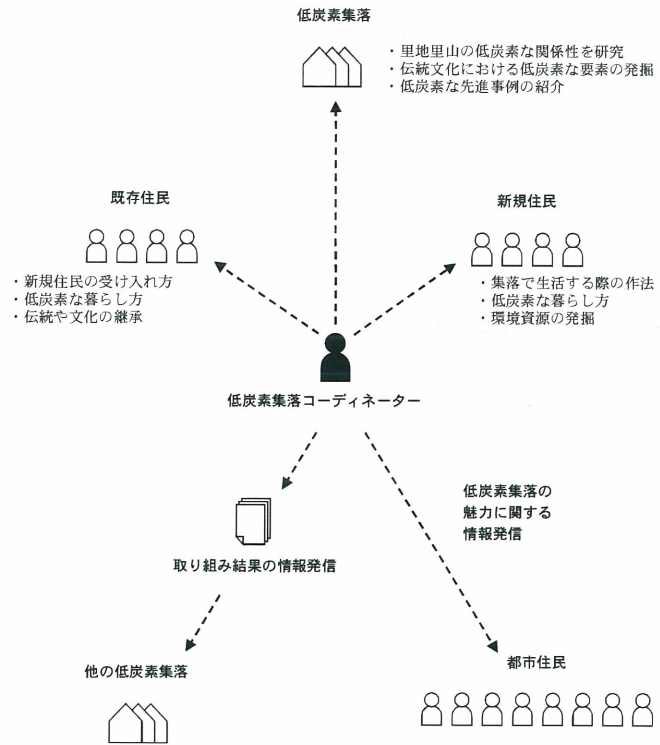 低炭素集落
・里地里山の低炭素な関係性を研究
・伝統文化における低炭素な要素の発掘
・低炭素な先進事例の紹介
既存住民
・新規住民の受け入れ方
・低炭素な暮らし方
・伝統や文化の継承
新規住民
・集落で生活する際の作法
・低炭素な暮らし方
・環境資源の発掘
低炭素集落コーディネーター
低炭素集落の
魅力に関する
情報発信
取り組み結果の情報発信
他の低炭素集落
都市住民